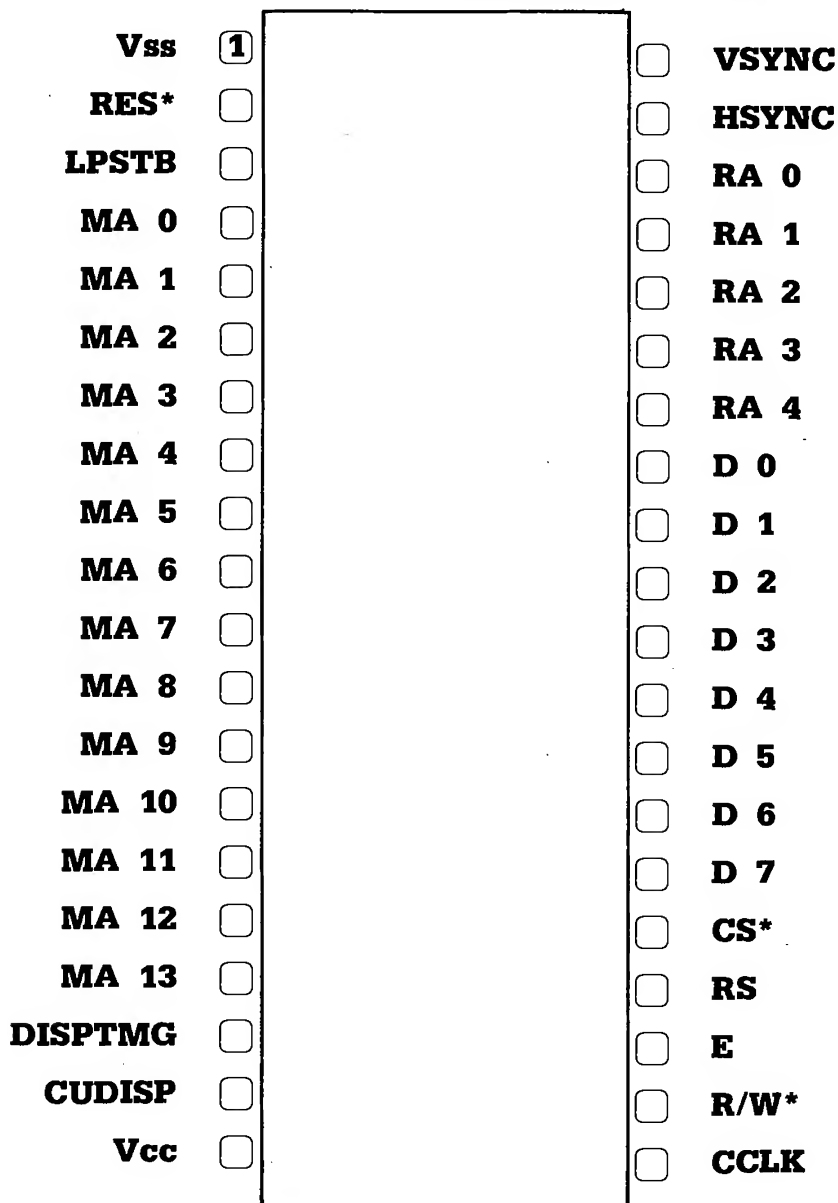 Vss 1 VSYNC
RES* HSYNC
LPSTB RA 0
MA 0 RA 1
MA 1 RA 2
MA 2 RA 3
MA 3 RA 4
MA 4 D 0
MA 5 D 1
MA 6 D 2
MA 7 D 3
MA 8 D 4
MA 9 D 5
MA 10 D 6
MA 11 D 7
MA 12 CS*
MA 13 RS
DISPTMG E
CUDISP R/W*
Vcc CCLK